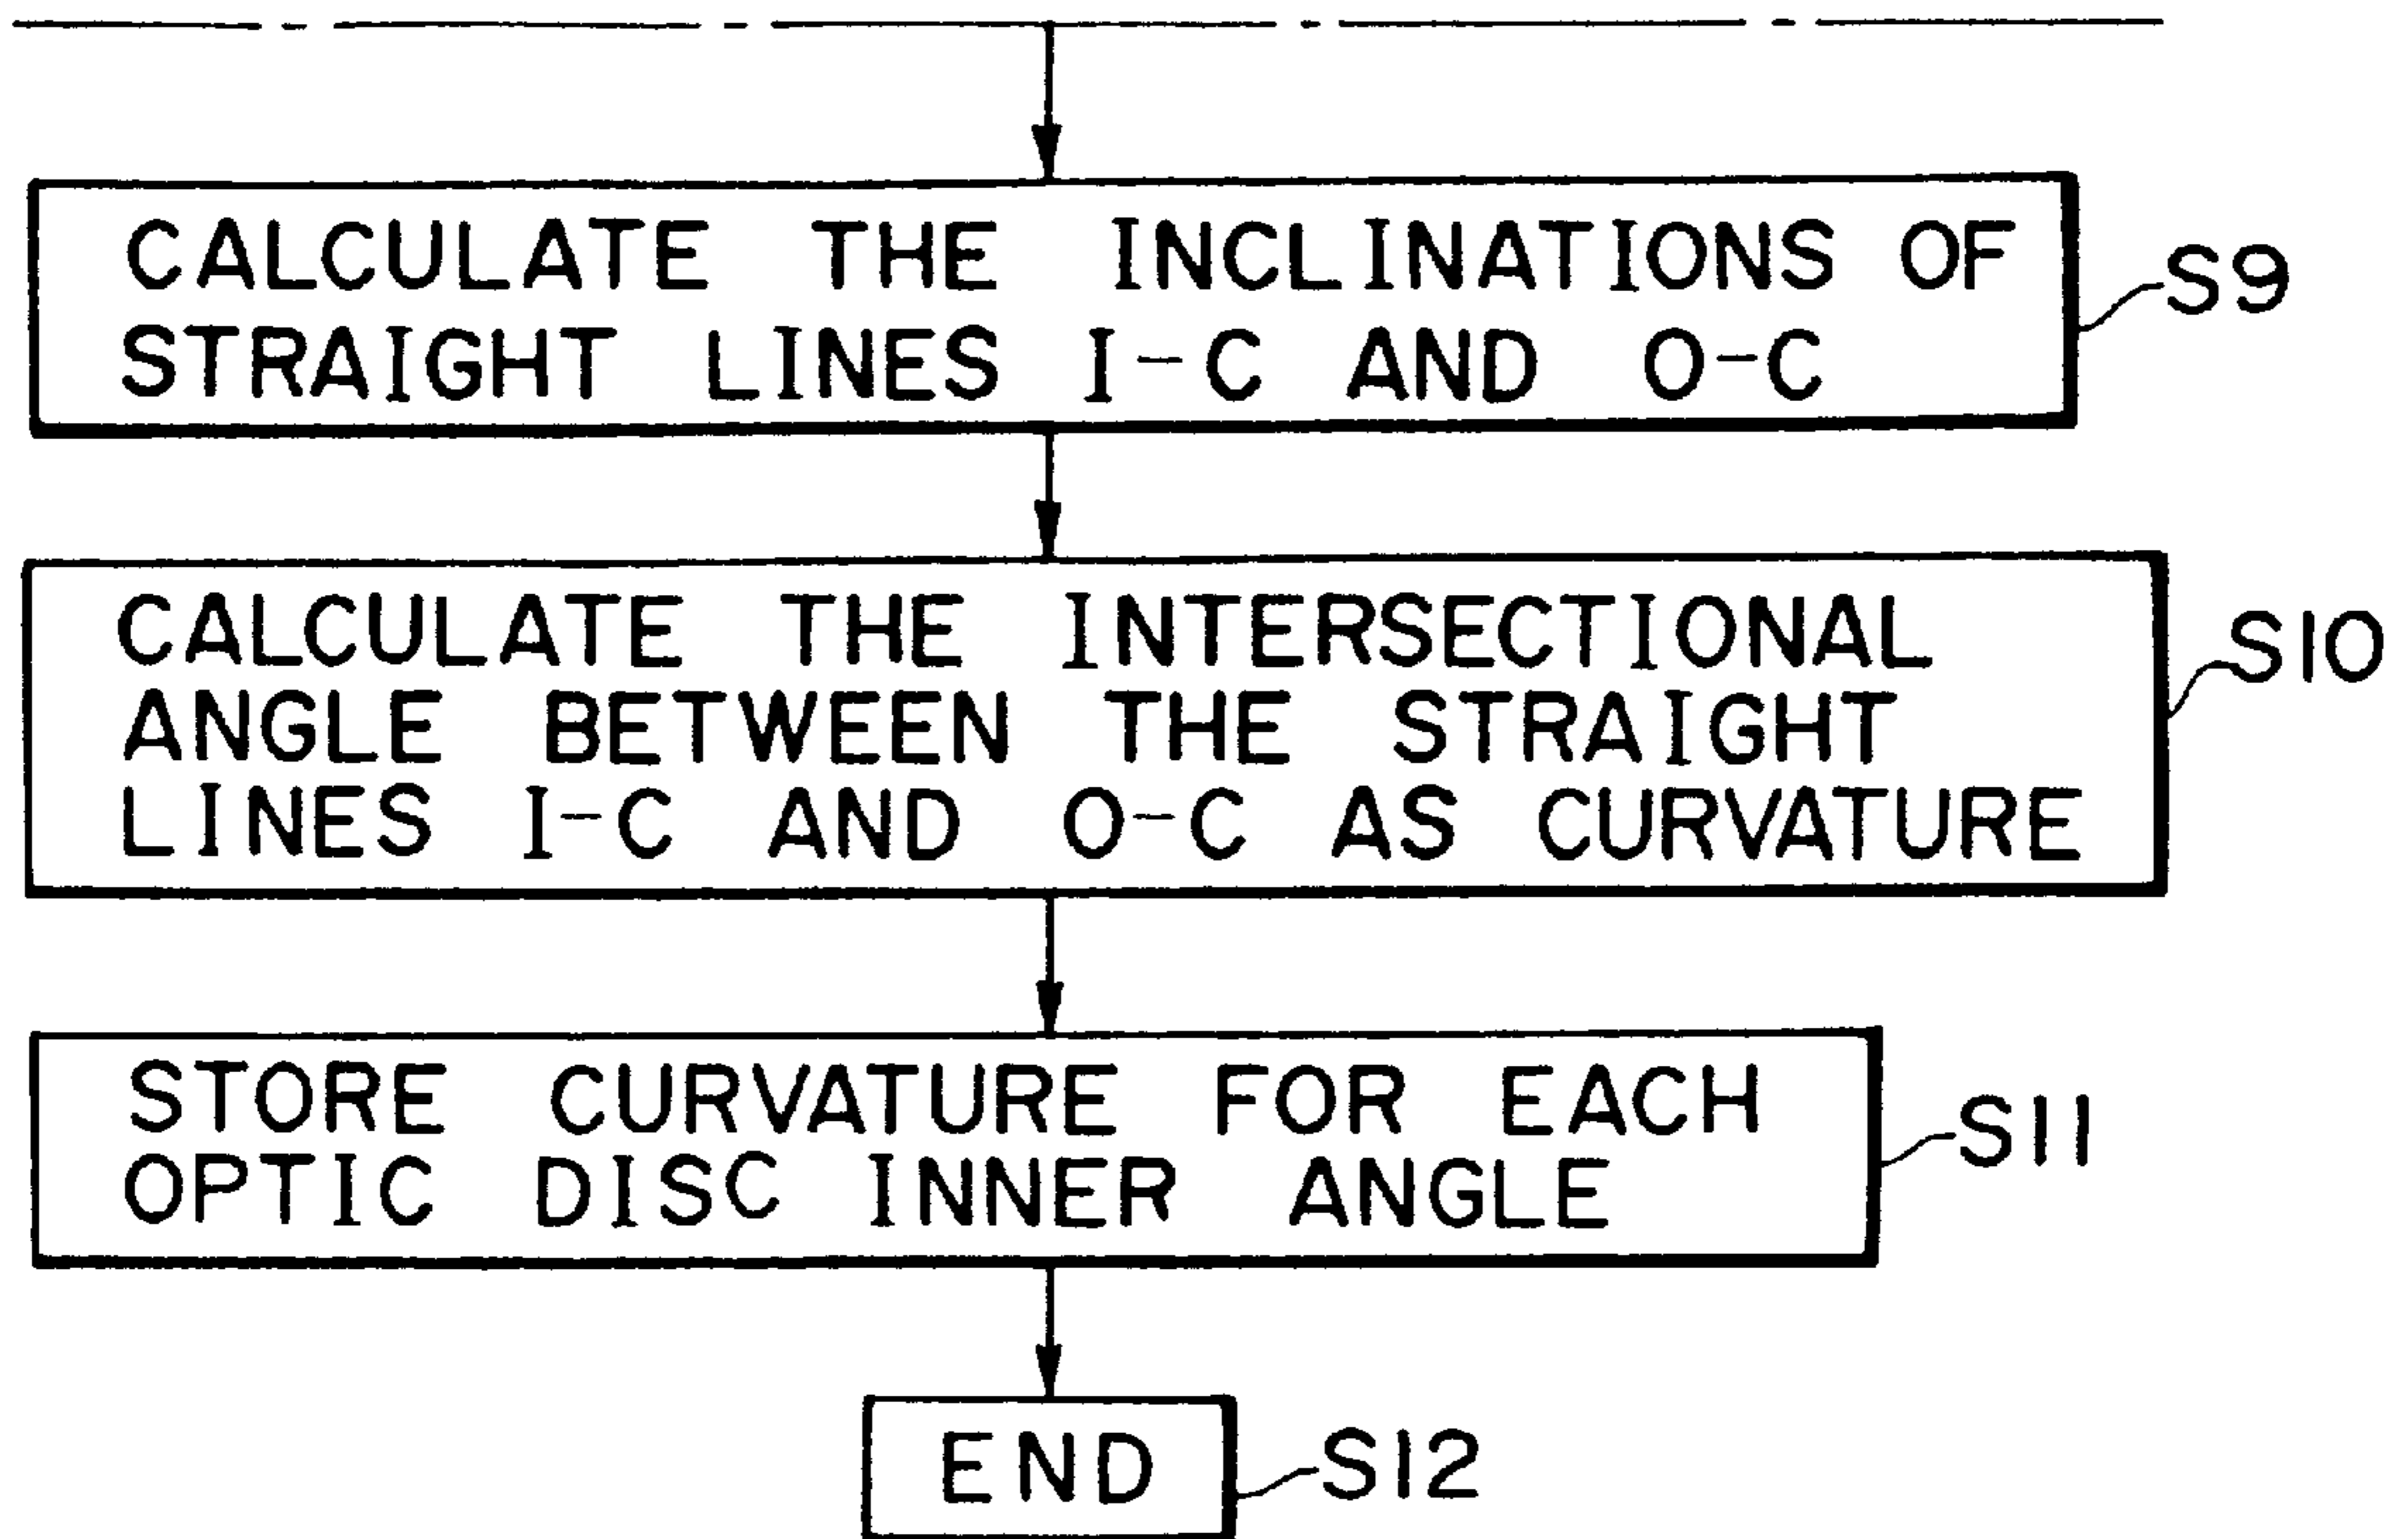 CALCULATE THE INCLINATIONS OF
STRAIGHT LINES I-C AND O-C
S9
CALCULATE THE INTERSECTIONAL
ANGLE BETWEEN THE STRAIGHT
LINES I-C AND O-C AS CURVATURE
S10
STORE CURVATURE FOR EACH
OPTIC DISC INNER ANGLE
S11
END
S12